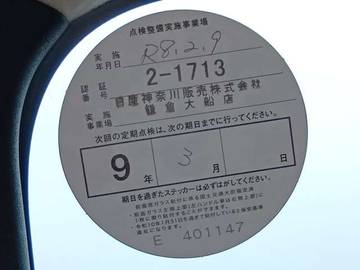 点検整備実施事業場
実施年月日 R8.2.9
認証番号 2-1713
実施事業場 日産神奈川販売株式会社
鎌倉大船店
次回の定期点検は、次の期日までに行ってください。
9年 3月 日
期日を過ぎたステッカーは必ずはがしてください。
E 401147